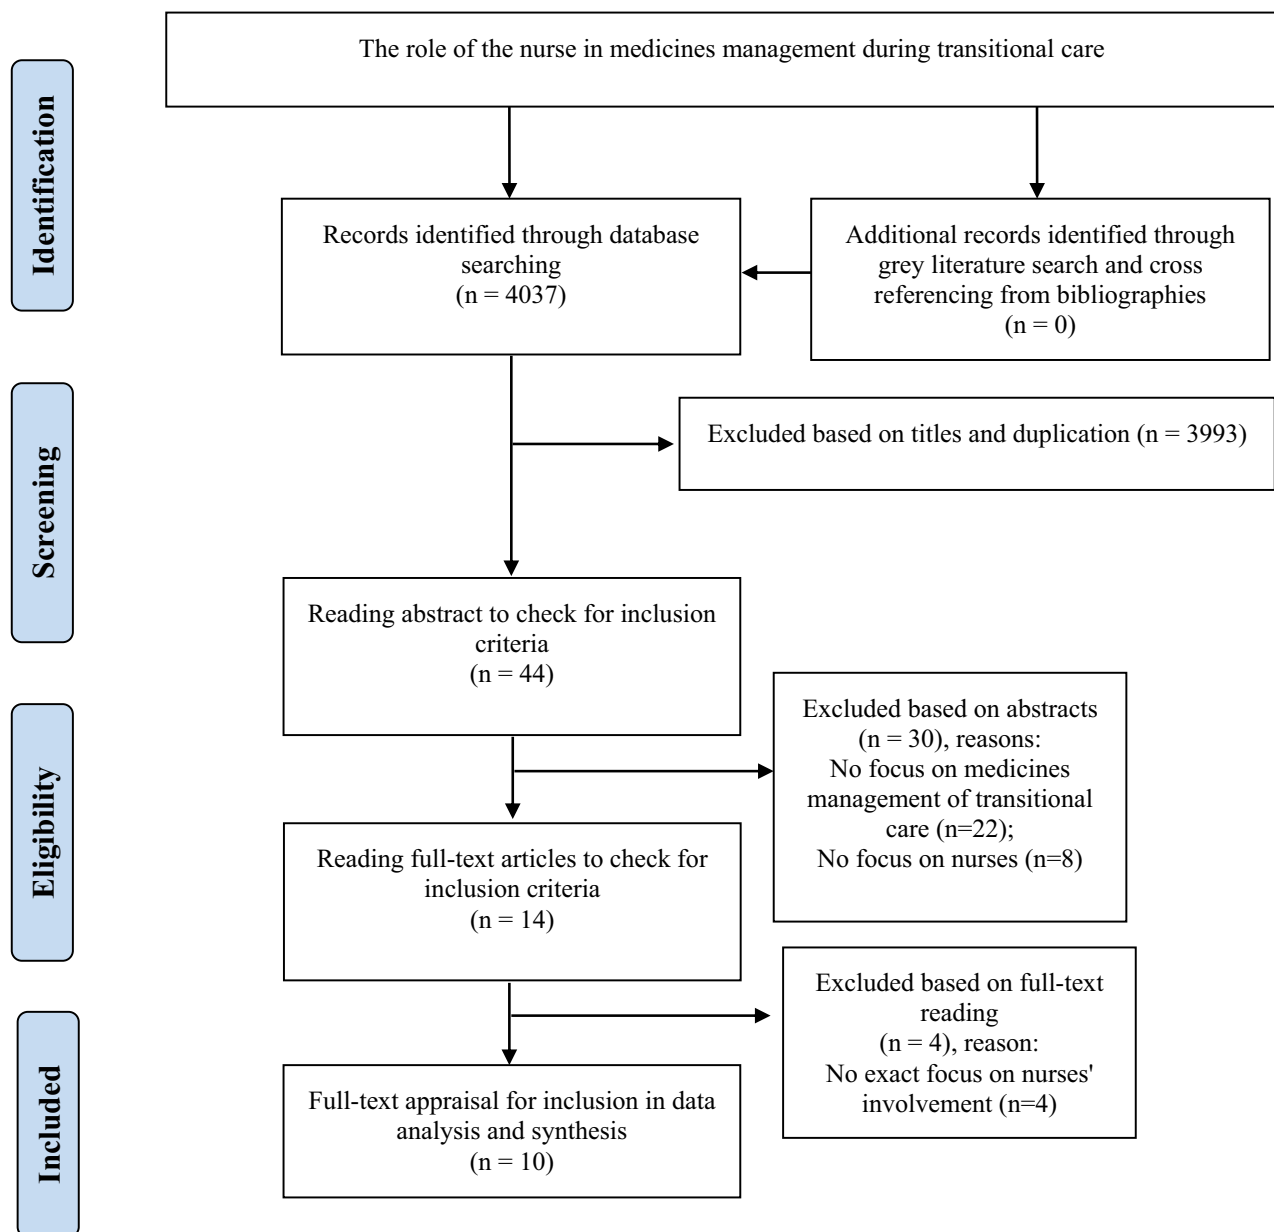 The role of the nurse in medicines management during transitional care
Identification
Records identified through database
searching
(n = 4037)
Additional records identified through
grey literature search and cross
referencing from bibliographies
(n = 0)
Screening
Excluded based on titles and duplication (n = 3993)
Reading abstract to check for inclusion
criteria
(n = 44)
Eligibility
Excluded based on abstracts
(n = 30), reasons:
No focus on medicines
management of transitional
care (n=22);
No focus on nurses (n=8)
Reading full-text articles to check for
inclusion criteria
(n = 14)
Excluded based on full-text
reading
(n = 4), reason:
No exact focus on nurses'
involvement (n=4)
Included
Full-text appraisal for inclusion in data
analysis and synthesis
(n = 10)